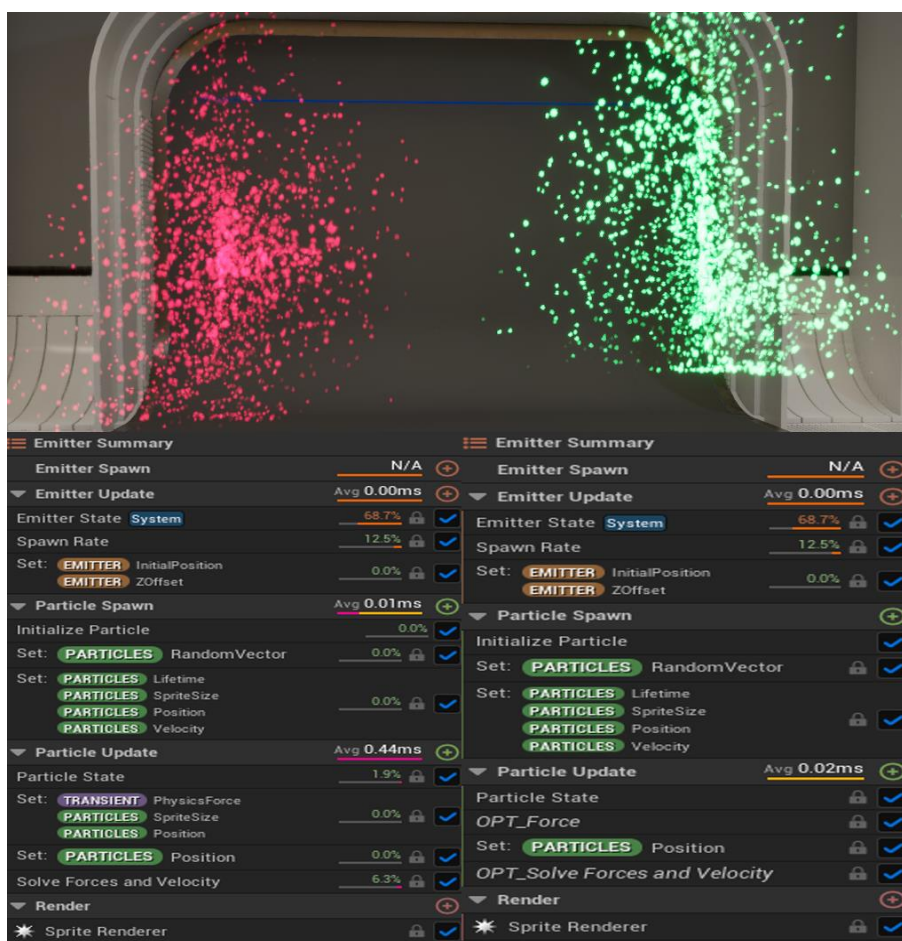 Emitter Summary
Emitter Spawn N/A
Emitter Update Avg 0.00ms
Emitter State System 68.7%
Spawn Rate 12.5%
Set: EMITTER InitialPosition
EMITTER ZOffset
0.0%
Particle Spawn Avg 0.01ms
Initialize Particle 0.0%
Set: PARTICLES RandomVector 0.0%
Set: PARTICLES Lifetime
PARTICLES SpriteSize
PARTICLES Position
PARTICLES Velocity
0.0%
Particle Update Avg 0.44ms
Particle State 1.9%
Set: TRANSIENT PhysicsForce
PARTICLES SpriteSize
PARTICLES Position
0.0%
Set: PARTICLES Position 0.0%
Solve Forces and Velocity 6.3%
Render
Sprite Renderer
Emitter Summary
Emitter Spawn N/A
Emitter Update Avg 0.00ms
Emitter State System 68.7%
Spawn Rate 12.5%
Set: EMITTER InitialPosition
EMITTER ZOffset
0.0%
Particle Spawn
Initialize Particle
Set: PARTICLES RandomVector
Set: PARTICLES Lifetime
PARTICLES SpriteSize
PARTICLES Position
PARTICLES Velocity
Particle Update Avg 0.02ms
Particle State
OPT_Force
Set: PARTICLES Position
OPT_Solve Forces and Velocity
Render
Sprite Renderer